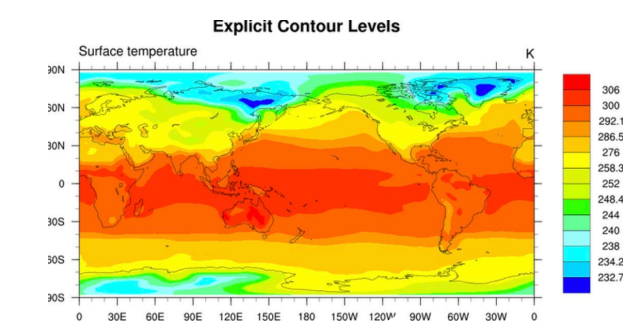 Explicit Contour Levels
Surface temperature K
90N
60N
30N
0
30S
60S
90S
0 30E 60E 90E 120E 150E 180 150W 120W 90W 60W 30W 0
306
300
292.1
286.5
276
258.3
252
248.4
244
240
238
234.2
232.7